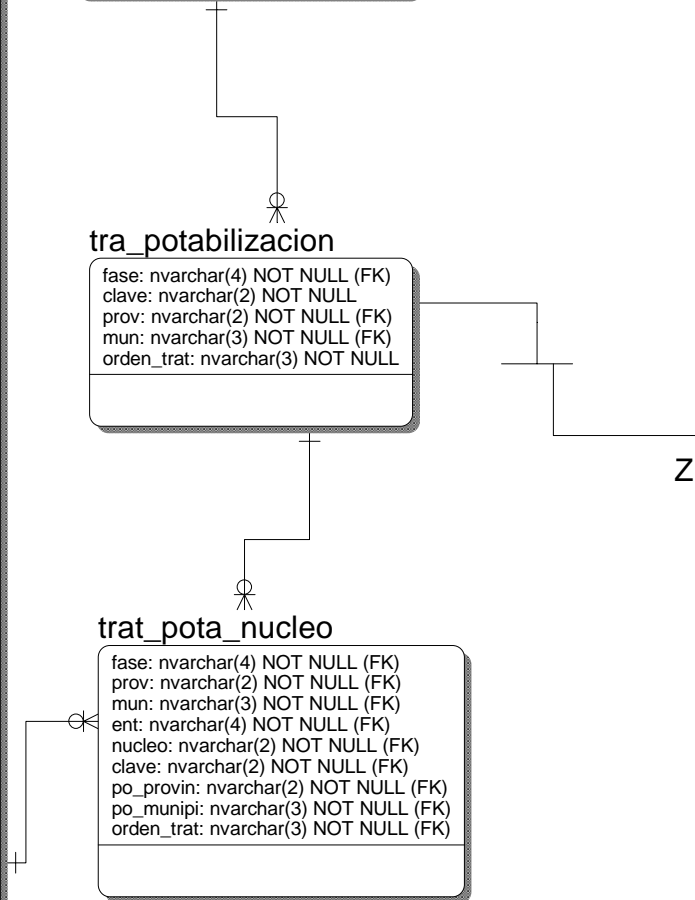 tra_potabilizacion
fase: nvarchar(4) NOT NULL (FK)
clave: nvarchar(2) NOT NULL
prov: nvarchar(2) NOT NULL (FK)
mun: nvarchar(3) NOT NULL (FK)
orden_trat: nvarchar(3) NOT NULL
Z
trat_pota_nucleo
fase: nvarchar(4) NOT NULL (FK)
prov: nvarchar(2) NOT NULL (FK)
mun: nvarchar(3) NOT NULL (FK)
ent: nvarchar(4) NOT NULL (FK)
nucleo: nvarchar(2) NOT NULL (FK)
clave: nvarchar(2) NOT NULL (FK)
po_provin: nvarchar(2) NOT NULL (FK)
po_munipi: nvarchar(3) NOT NULL (FK)
orden_trat: nvarchar(3) NOT NULL (FK)